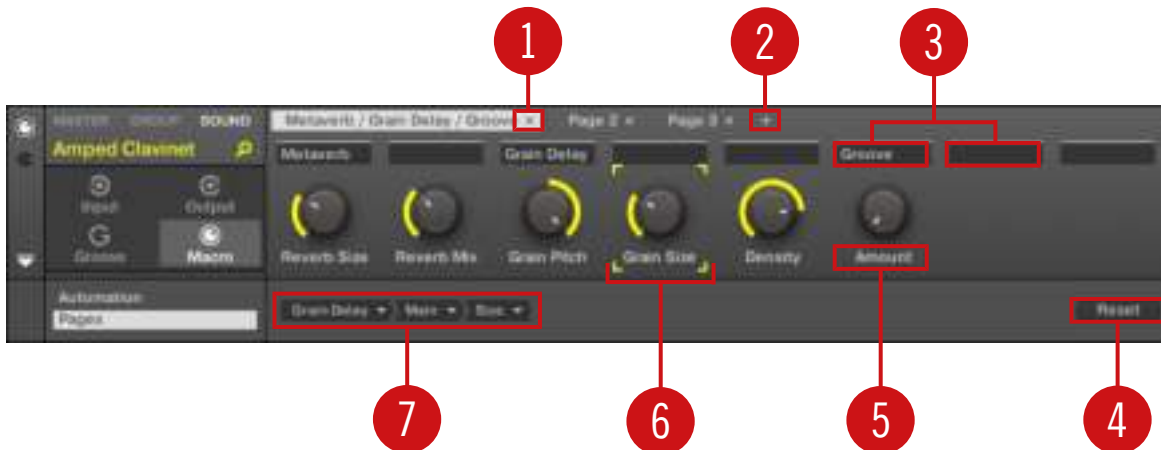 1 2 3
MASTER GROUP SOUND
Metaverb / Grain Delay / Groove × Page 2 × Page 3 × +
Amped Clavinet
Metaverb Grain Delay Groove
Input Output
Groove Macro
Reverb Size Reverb Mix Grain Pitch Grain Size Density Amount
Automation
Pages
Grain Delay Main Size Reset
7 6 5 4